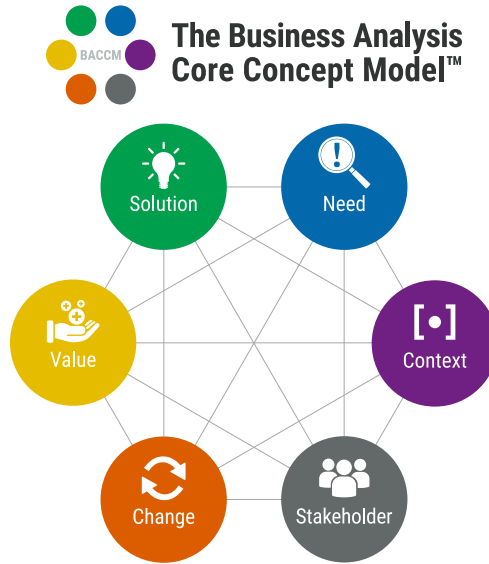 BACCM
The Business Analysis
Core Concept Model™
Solution
Need
Value
Context
Change
Stakeholder